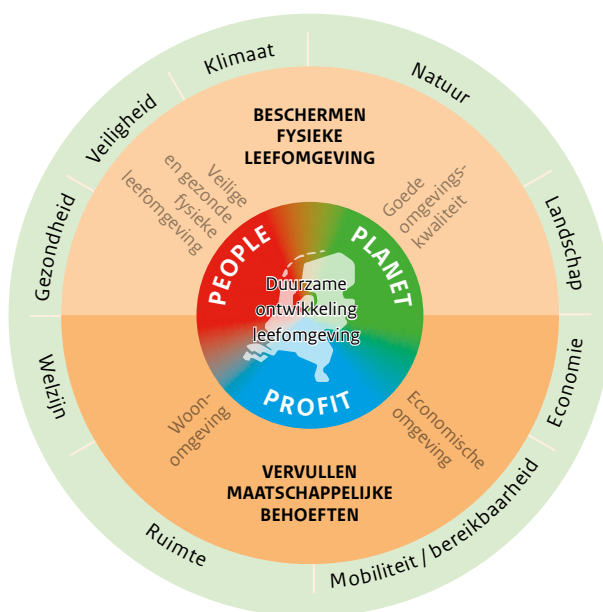 Klimaat
Natuur
Veiligheid
Landschap
Gezondheid
Economie
Welzijn
Mobiliteit / bereikbaarheid
Ruimte
BESCHERMEN
FYSIEKE
LEEFOMGEVING
Veilige
en gezonde
fysieke
leefomgeving
Goede
omgevings-
kwaliteit
PEOPLE
PLANET
PROFIT
Duurzame
ontwikkeling
leefomgeving
Woon-
omgeving
Economische
omgeving
VERVULLEN
MAATSCHAPPELIJKE
BEHOEFTEN